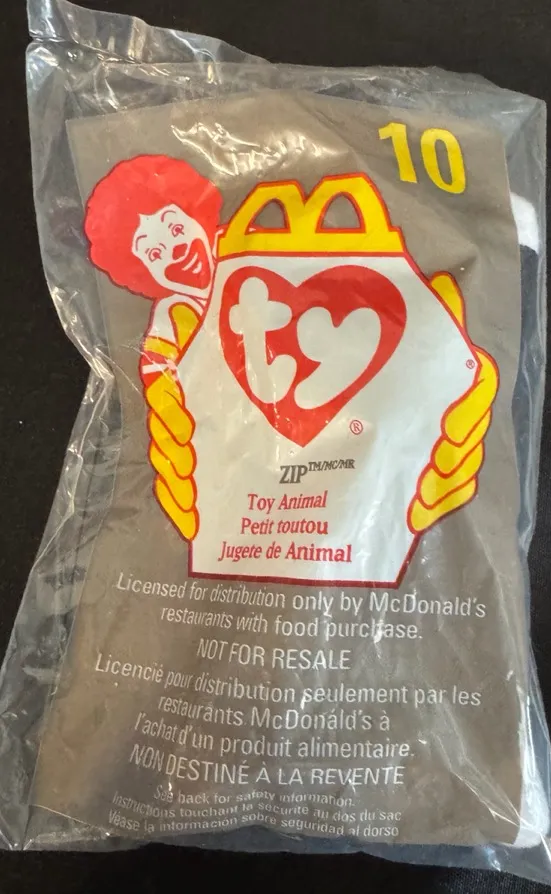 10
ty
®
®
ZIP™/MC/MR
Toy Animal
Petit toutou
Jugete de Animal
Licensed for distribution only by McDonald's
restaurants with food purchase.
NOT FOR RESALE
Licencié pour distribution seulement par les
restaurants McDonald's à
l'achat d'un produit alimentaire.
NON DESTINÉ À LA REVENTE
See back for safety information.
Instructions touchant la sécurité au dos du sac
Véase la información sobre seguridad al dorso